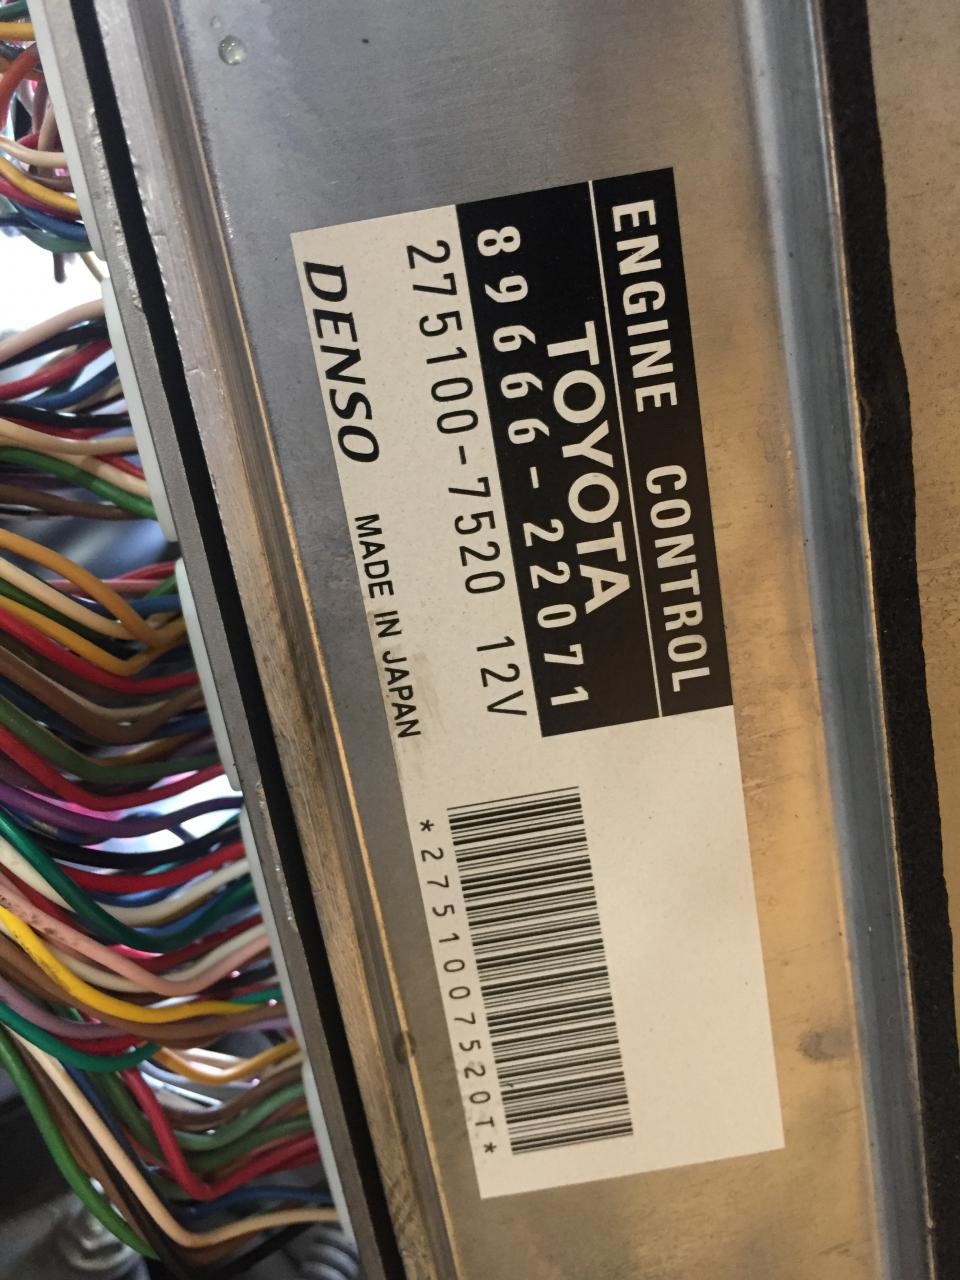 ENGINE CONTROL
TOYOTA
89666-22071
275100-7520 12V
DENSO MADE IN JAPAN
*2751007520T*